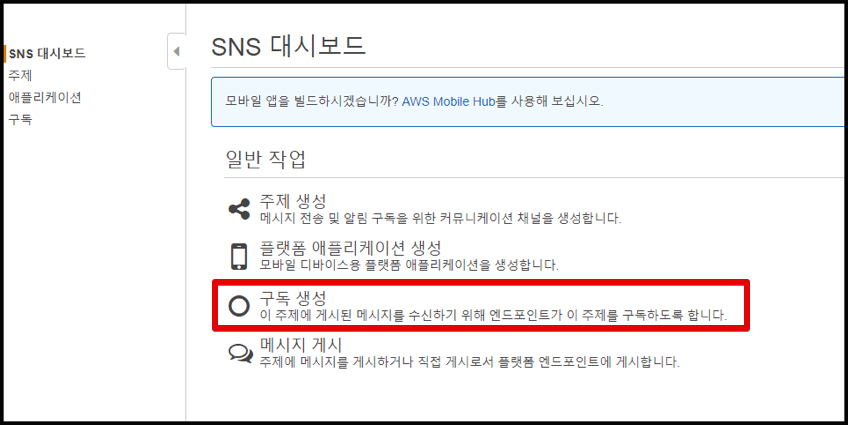 SNS 대시보드
주제
애플리케이션
구독
SNS 대시보드
모바일 앱을 빌드하시겠습니까? AWS Mobile Hub를 사용해 보십시오.
일반 작업
주제 생성
메시지 전송 및 알림 구독을 위한 커뮤니케이션 채널을 생성합니다.
플랫폼 애플리케이션 생성
모바일 디바이스용 플랫폼 애플리케이션을 생성합니다.
구독 생성
이 주제에 게시된 메시지를 수신하기 위해 엔드포인트가 이 주제를 구독하도록 합니다.
메시지 게시
주제에 메시지를 게시하거나 직접 게시로서 플랫폼 엔드포인트에 게시합니다.